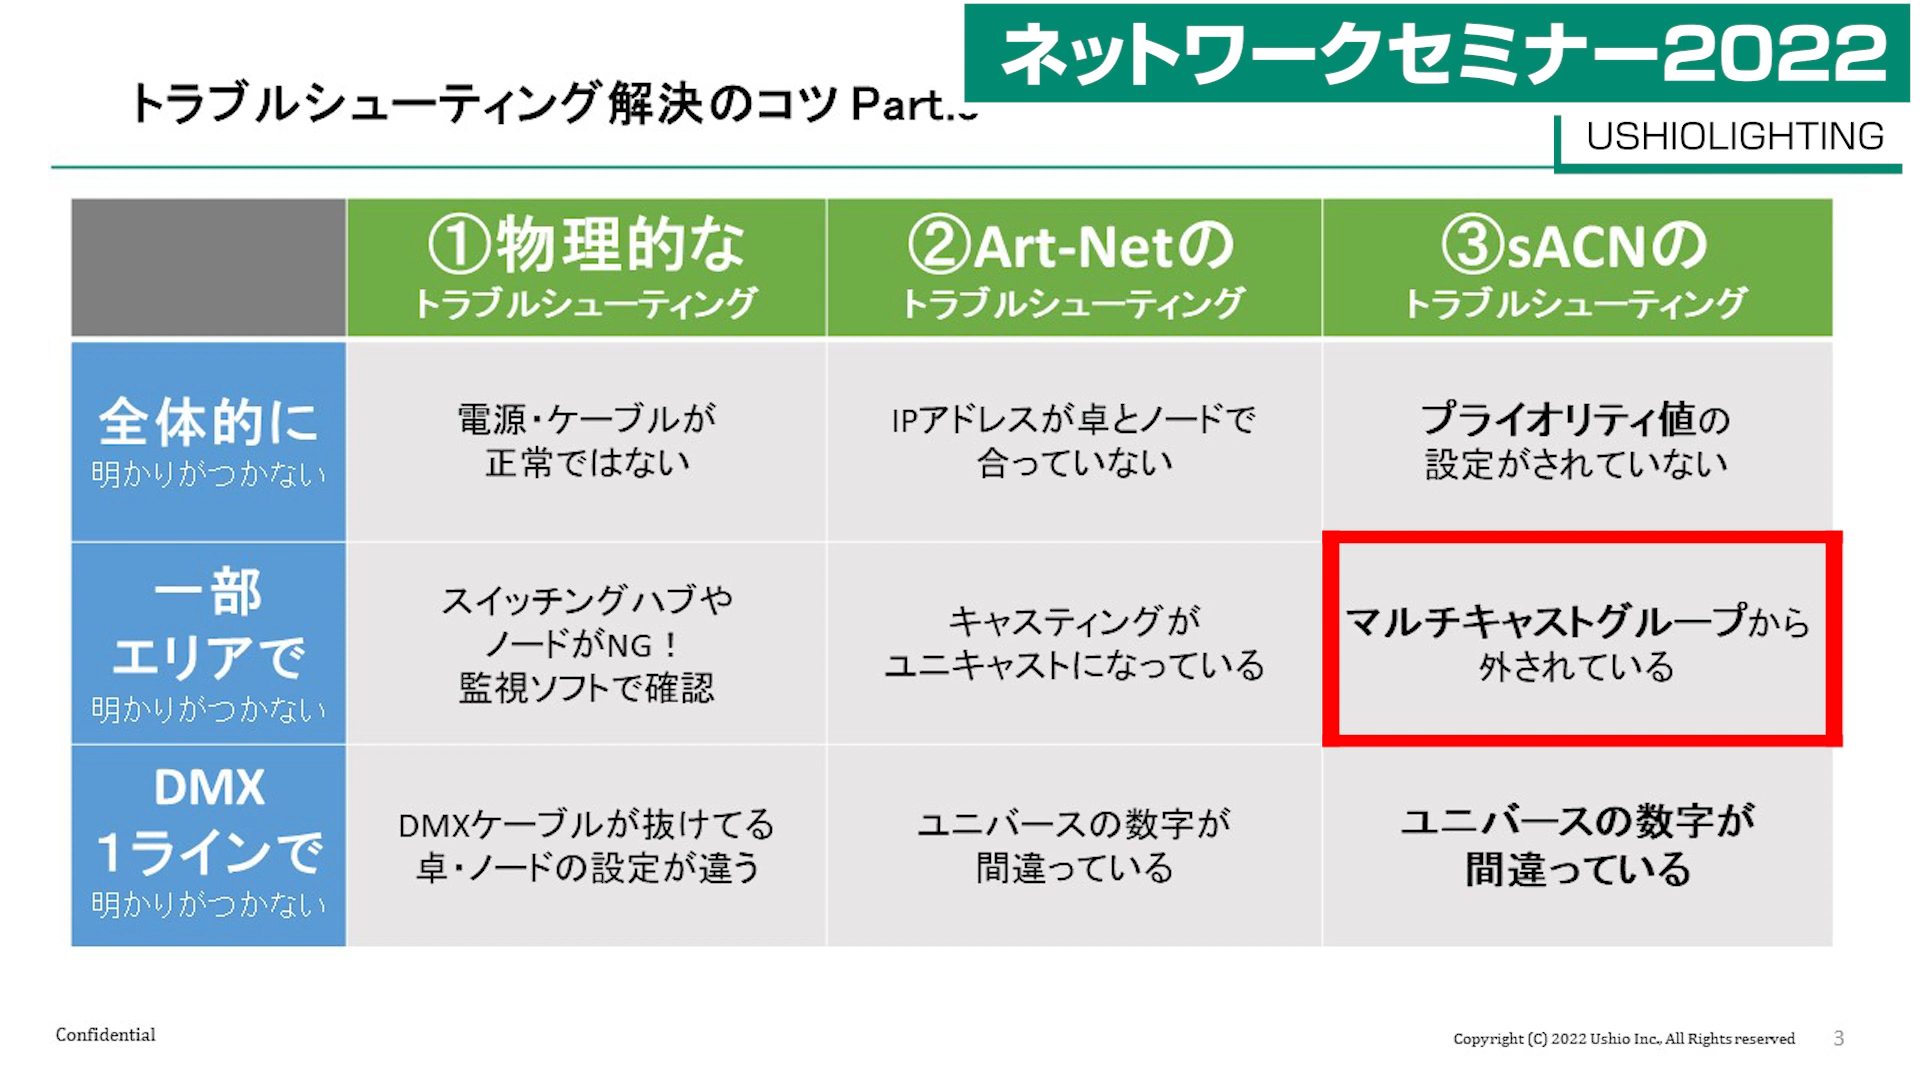 ネットワークセミナー2022
トラブルシューティング解決のコツ
USHIOLIGHTING
①物理的な
トラブルシューティング
②Art-Netの
トラブルシューティング
③sACNの
トラブルシューティング
全体的に
明かりがつかない
電源・ケーブルが
正常ではない
IPアドレスが卓とノードで
合っていない
プライオリティ値の
設定がされていない
一部
エリアで
明かりがつかない
スイッチングハブや
ノードがNG！
監視ソフトで確認
キャスティングが
ユニキャストになっている
マルチキャストグループから
外されている
DMX
1ラインで
明かりがつかない
DMXケーブルが抜けてる
卓・ノードの設定が違う
ユニバースの数字が
間違っている
ユニバースの数字が
間違っている
Confidential
Copyright (C) 2022 Ushio Inc., All Rights reserved
3